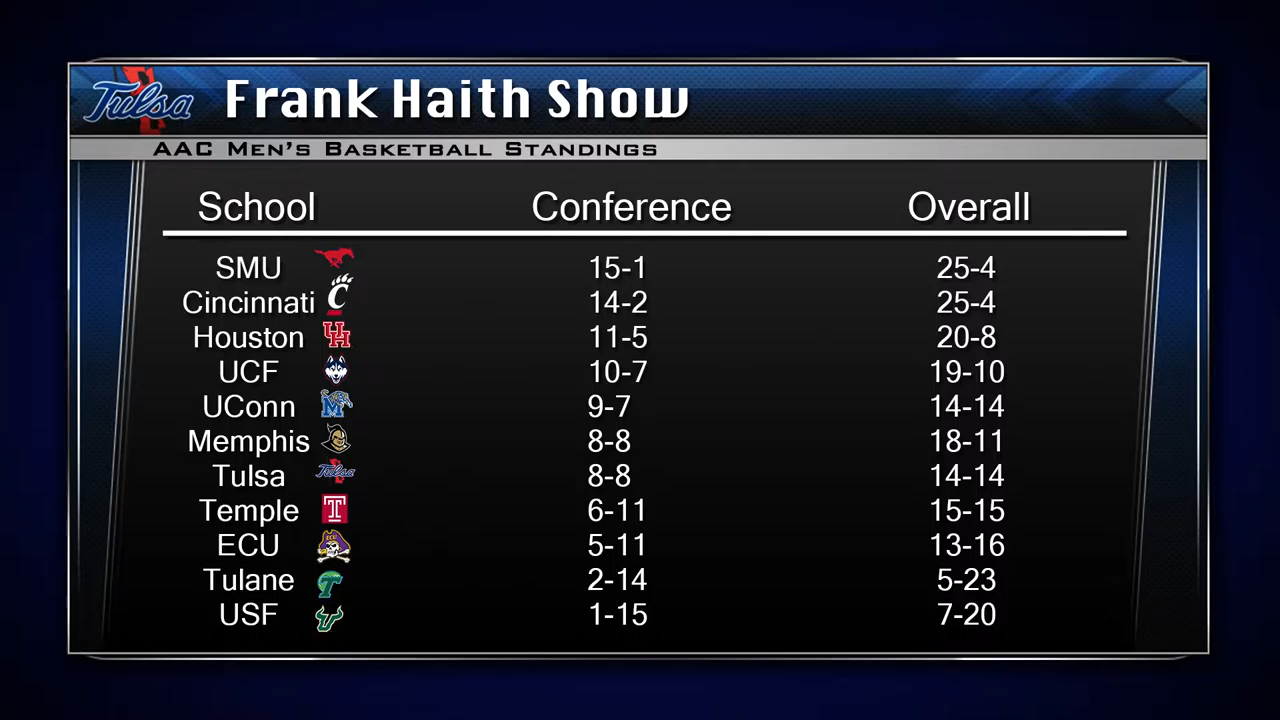 Tulsa Frank Haith Show
AAC Men's Basketball Standings
School Conference Overall
SMU 15-1 25-4
Cincinnati C 14-2 25-4
Houston UH 11-5 20-8
UCF 10-7 19-10
UConn M 9-7 14-14
Memphis 8-8 18-11
Tulsa Tulsa 8-8 14-14
Temple T 6-11 15-15
ECU ECU 5-11 13-16
Tulane T 2-14 5-23
USF 1-15 7-20